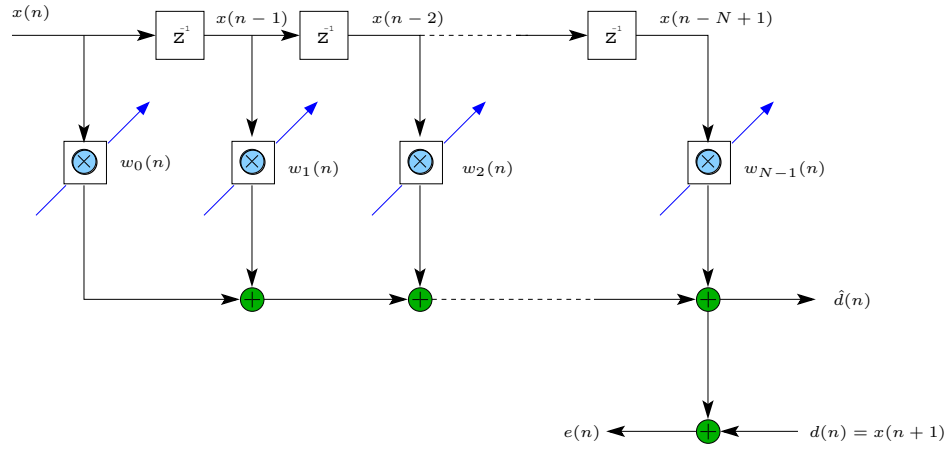 x(n)
x(n − 1)
x(n − 2)
x(n − N + 1)
z⁻¹
z⁻¹
z⁻¹
w₀(n)
w₁(n)
w₂(n)
w_{N−1}(n)
d̂(n)
e(n)
d(n) = x(n + 1)